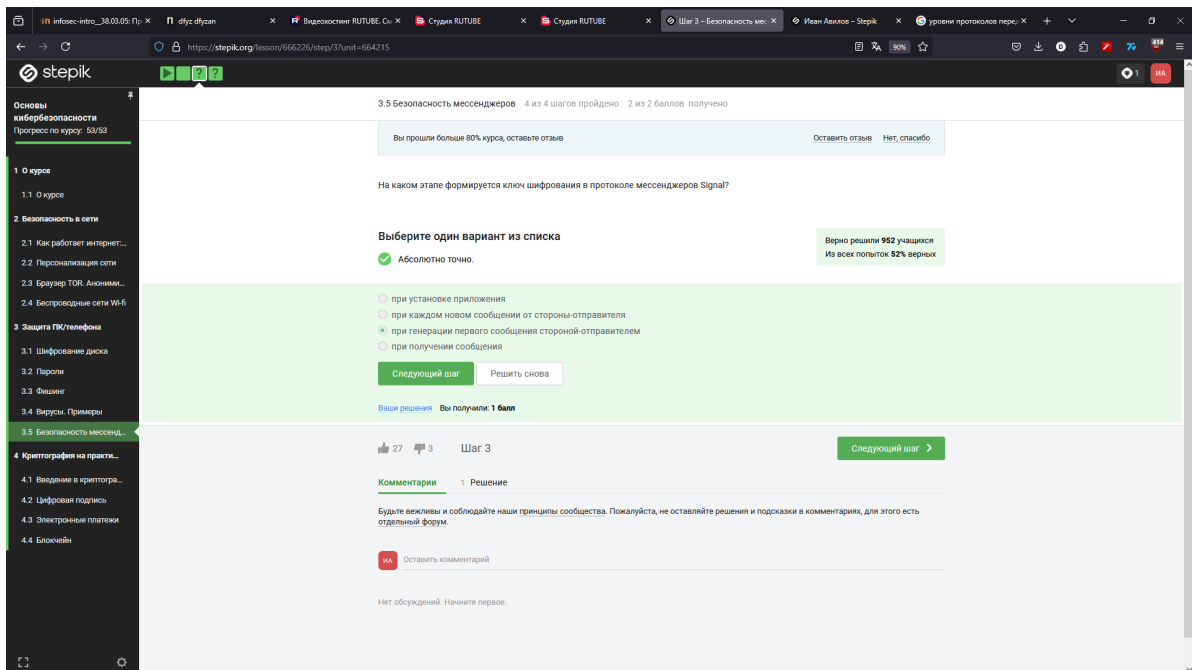 infosec-intro__38.03.05: Пр
dfyz dfyzan
Видеохостинг RUTUBE. См
Студия RUTUBE
Студия RUTUBE
Шаг 3 – Безопасность мес
Иван Авилов – Stepik
уровни протоколов перед
https://stepik.org/lesson/666226/step/3?unit=664215
90%
414
stepik
1
ИА
Основы
кибербезопасности
Прогресс по курсу: 53/53
1 О курсе
1.1 О курсе
2 Безопасность в сети
2.1 Как работает интернет:...
2.2 Персонализация сети
2.3 Браузер TOR. Аноними...
2.4 Беспроводные сети Wi-fi
3 Защита ПК/телефона
3.1 Шифрование диска
3.2 Пароли
3.3 Фишинг
3.4 Вирусы. Примеры
3.5 Безопасность мессенд...
4 Криптография на практи...
4.1 Введение в криптогра...
4.2 Цифровая подпись
4.3 Электронные платежи
4.4 Блокчейн
3.5 Безопасность мессенджеров 4 из 4 шагов пройдено 2 из 2 баллов получено
Вы прошли больше 80% курса, оставьте отзыв
Оставить отзыв Нет, спасибо
На каком этапе формируется ключ шифрования в протоколе мессенджеров Signal?
Выберите один вариант из списка
Абсолютно точно.
Верно решили 952 учащихся
Из всех попыток 52% верных
при установке приложения
при каждом новом сообщении от стороны-отправителя
при генерации первого сообщения стороной-отправителем
при получении сообщения
Следующий шаг Решить снова
Ваши решения Вы получили: 1 балл
27 3 Шаг 3
Следующий шаг
Комментарии 1 Решение
Будьте вежливы и соблюдайте наши принципы сообщества. Пожалуйста, не оставляйте решения и подсказки в комментариях, для этого есть
отдельный форум.
ИА Оставить комментарий
Нет обсуждений. Начните первое.